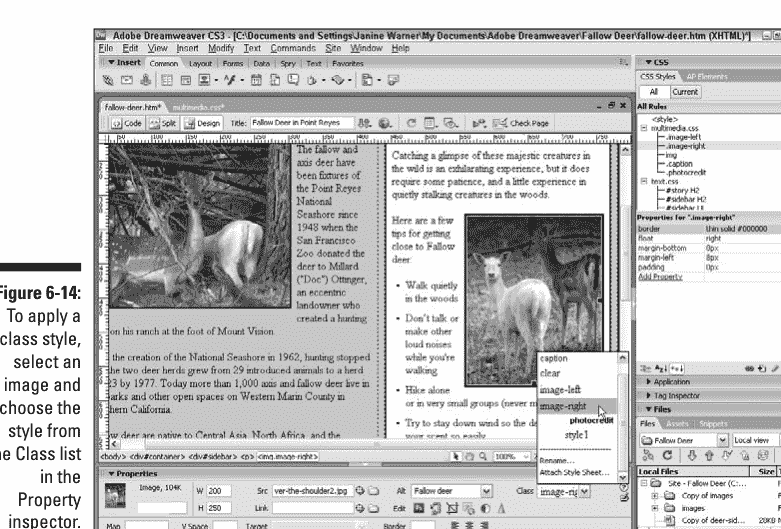 Adobe Dreamweaver CS3 - [C:\Documents and Settings\Janine Warner\My Documents\Adobe Dreamweaver\Fallow Deer\fallow-deer.htm (XHTML)*]
File Edit View Insert Modify Text Commands Site Window Help
▼ Insert Common Layout Forms Data Spry Text Favorites
fallow-deer.htm* multimedia.css*
Code Split Design Title: Fallow Deer in Point Reyes Check Page
The fallow and
axis deer have
been fixtures of
the Point Reyes
National
Seashore since
1948 when the
San Francisco
Zoo donated the
deer to Millard
("Doc") Ottinger,
an eccentric
landowner who
created a hunting
on his ranch at the foot of Mount Vision
the creation of the National Seashore in 1962, hunting stopped
the two deer herds grew from 29 introduced animals to a herd
by 1977. Today more than 1,000 axis and fallow deer live in
arks and other open spaces on Western Marin County in
hern California.
w deer are native to Central Asia, North Africa, and the
Catching a glimpse of these majestic creatures in
the wild is an exhilarating experience, but it does
require some patience, and a little experience in
quietly stalking creatures in the woods.
Here are a few
tips for getting
close to Fallow
deer
• Walk quietly
in the woods
• Don't talk or
make other
loud noises
while you're
walking
• Hike alone
or in very small groups (never m
• Try to stay down wind so the de
your scent so easily
caption
clear
image-left
image-right
photocredit
style1
Rename...
Attach Style Sheet...
<body> <div#container> <div#sidebar> <p> <img.image-right> 100%
▼ Properties
Image, 104K W 200 Src ver-the-shoulder2.jpg Alt Fallow deer Class image-rig
H 250 Link Edit
Map V Space Target Border
▼ CSS
CSS Styles AP Elements
All Current
All Rules
<style>
multimedia.css
.image-left
.image-right
img
.caption
.photocredit
text.css
#story H2
#sidebar H2
#sidebar LI
Properties for ".image-right"
border thin solid #000000
float right
margin-bottom 8px
margin-left 8px
padding 0px
Add Property
Application
Tag Inspector
▼ Files
Files Assets Snippets
Fallow Deer Local view
Local Files Size T
Site - Fallow Deer (C:...
Copy of images
images
Copy of deer-sid...
Figure 6-14:
To apply a
class style,
select an
image and
choose the
style from
the Class list
in the
Property
inspector.